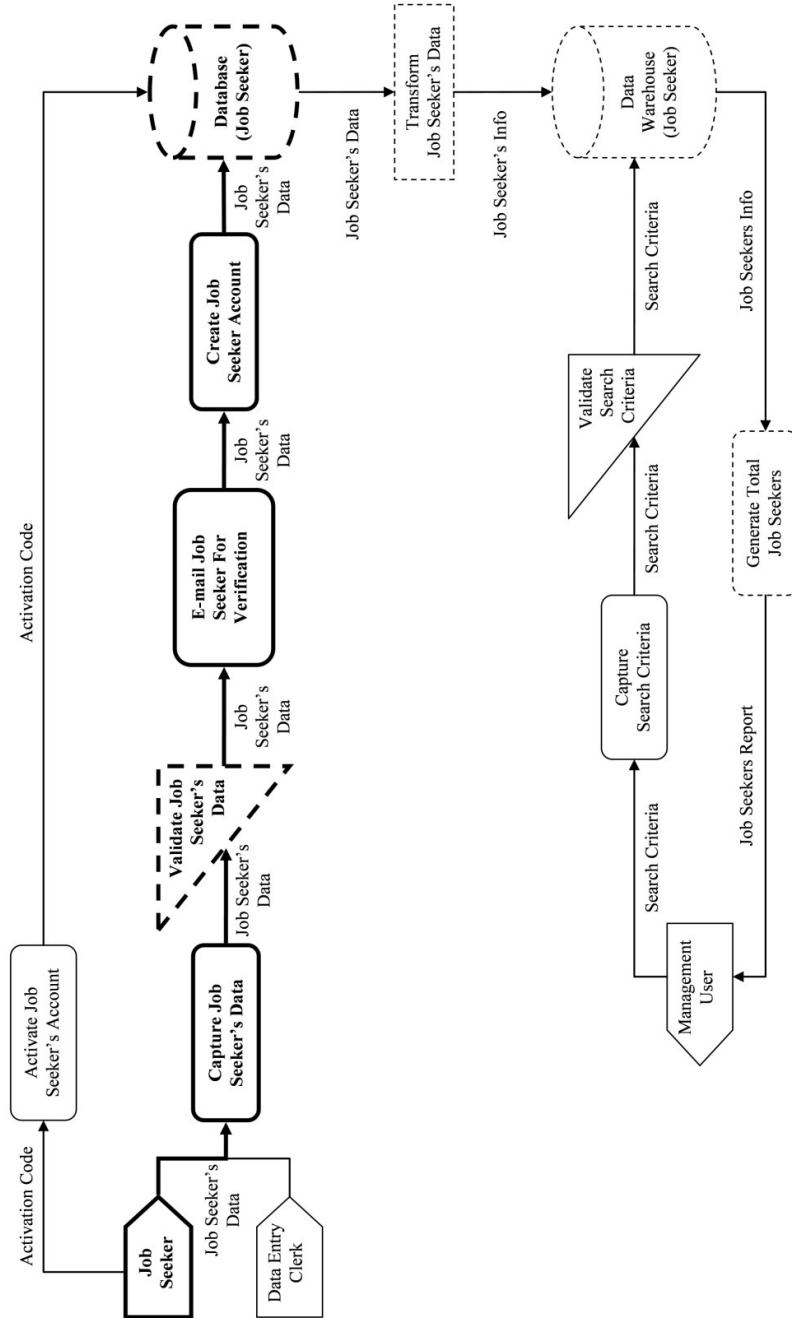 Activation Code
Activate Job
Seeker's Account
Activation Code
Job
Seeker
Job Seeker's
Data
Data Entry
Clerk
Capture Job
Seeker's Data
Job Seeker's
Data
Validate Job
Seeker's
Data
Job
Seeker's
Data
E-mail Job
Seeker For
Verification
Job
Seeker's
Data
Create Job
Seeker Account
Job
Seeker's
Data
Database
(Job Seeker)
Job Seeker's Data
Transform
Job Seeker's Data
Job Seeker's Info
Data
Warehouse
(Job Seeker)
Management
User
Search Criteria
Capture
Search Criteria
Search Criteria
Validate
Search
Criteria
Search Criteria
Job Seekers Info
Generate Total
Job Seekers
Job Seekers Report